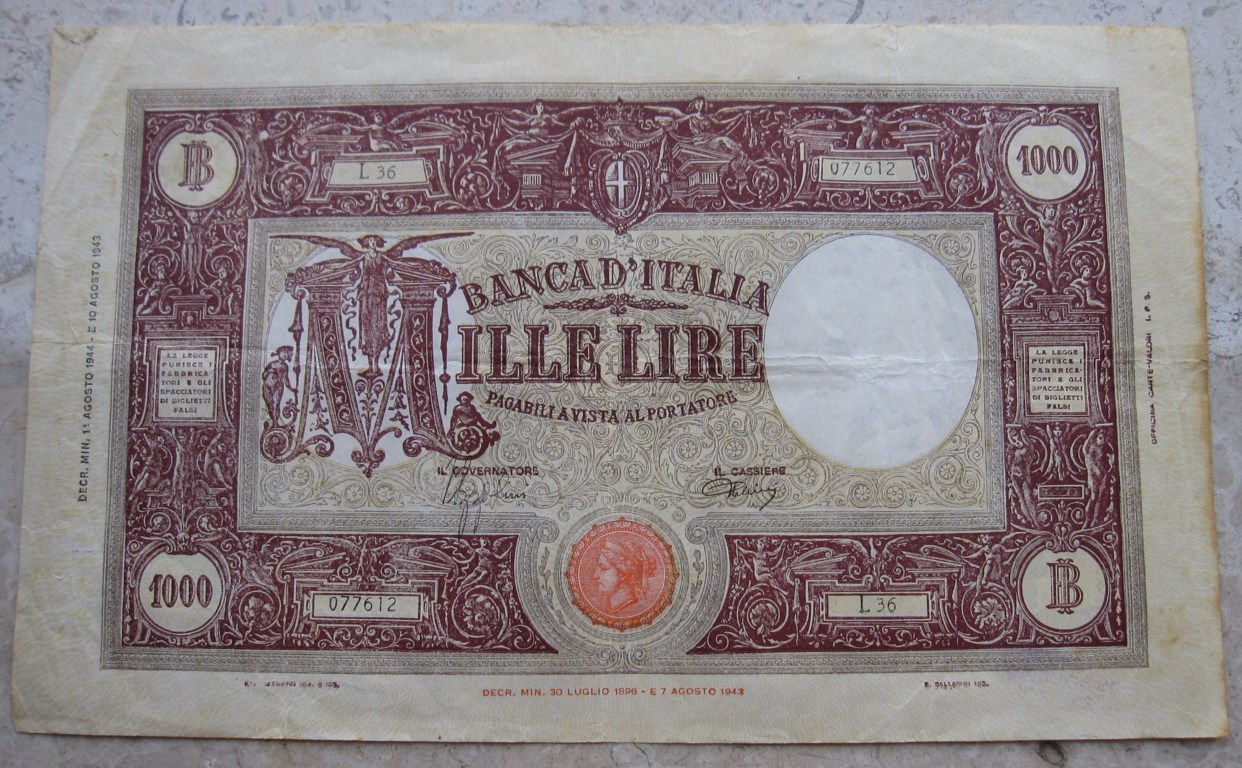 B
L 36
077612
1000
BANCA D'ITALIA
MILLE LIRE
PAGABILI A VISTA AL PORTATORE
LA LEGGE
PUNISCE I
FABBRICA-
TORI E GLI
SPACCIATORI
DI BIGLIETTI
FALSI
LA LEGGE
PUNISCE I
FABBRICA-
TORI E GLI
SPACCIATORI
DI BIGLIETTI
FALSI
IL GOVERNATORE
IL CASSIERE
1000
077612
L 36
B
DECR. MIN. 30 LUGLIO 1896 - E 7 AGOSTO 1943
DECR. MIN. 11 AGOSTO 1944 - E 10 AGOSTO 1943
OFFICINA CARTE-VALORI